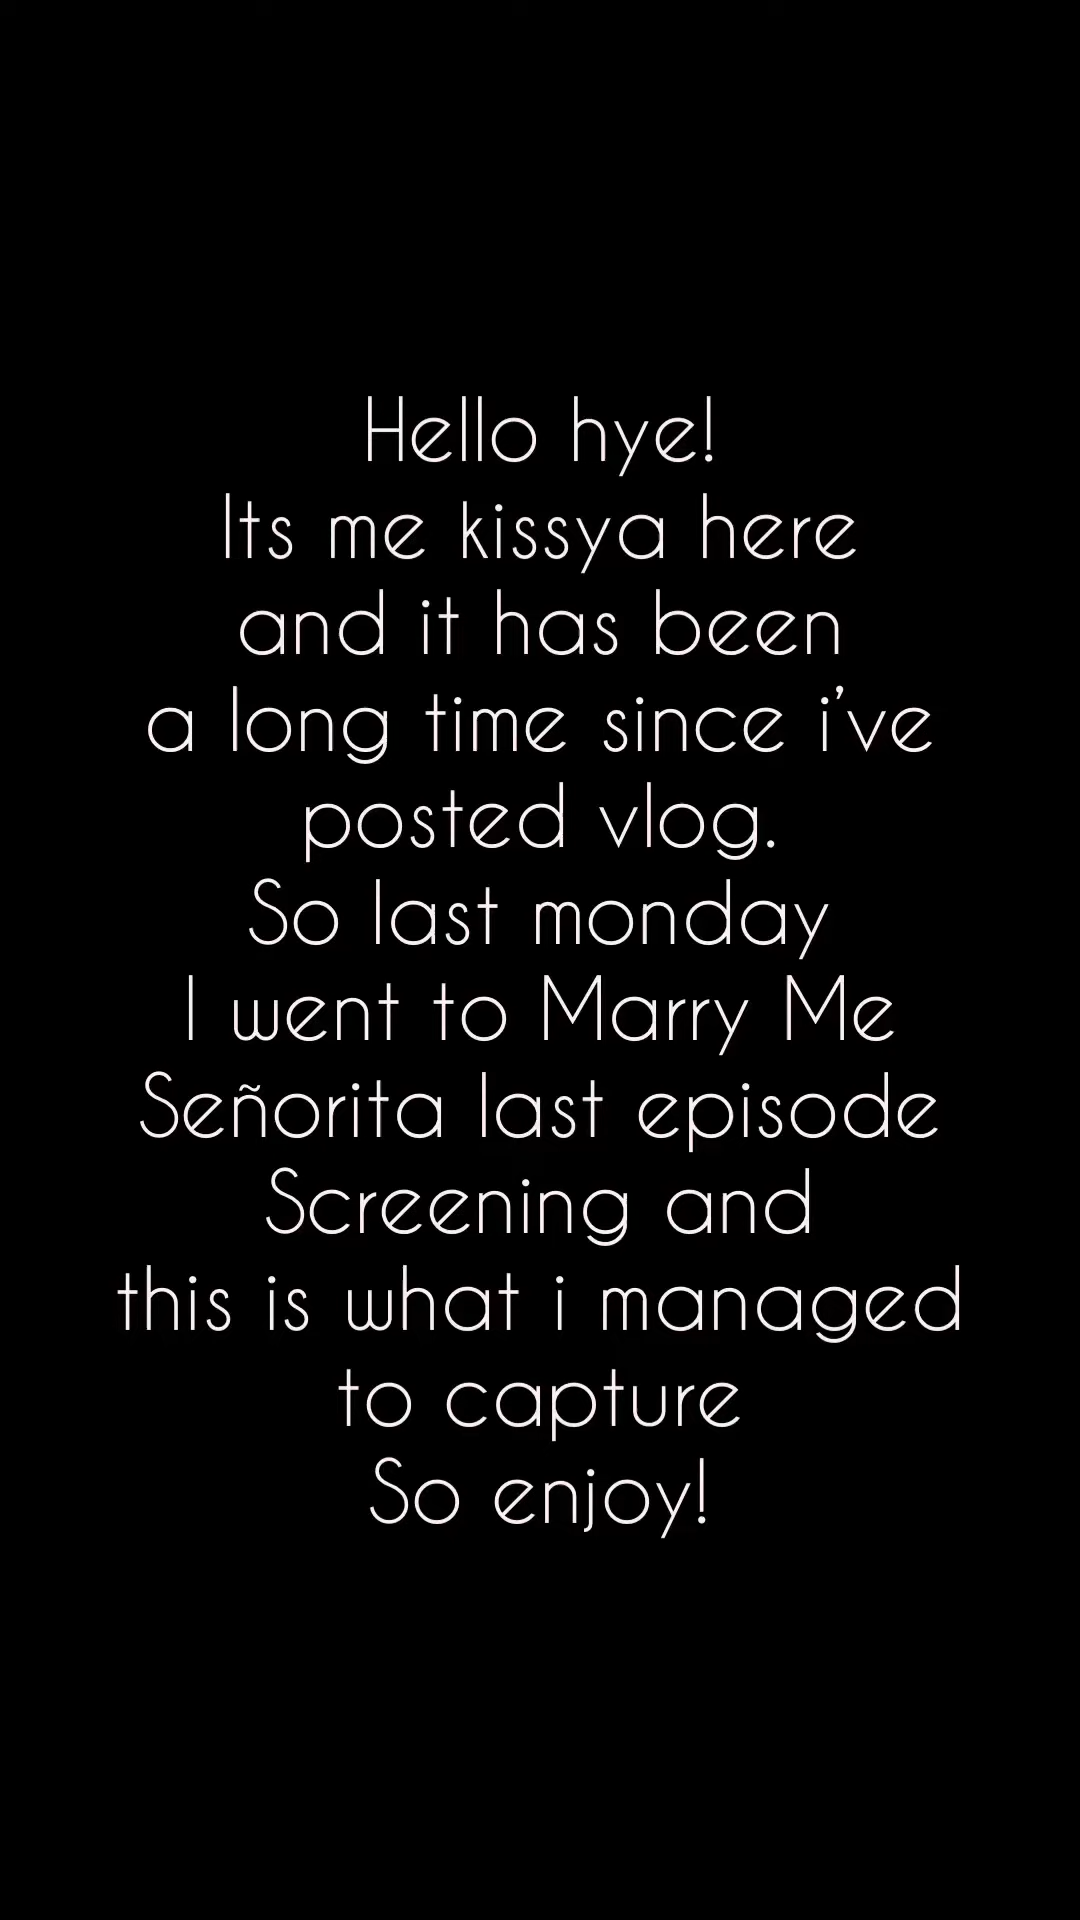 Hello hye!
Its me kissya here
and it has been
a long time since i've
posted vlog.
So last monday
I went to Marry Me
Señorita last episode
Screening and
this is what i managed
to capture
So enjoy!